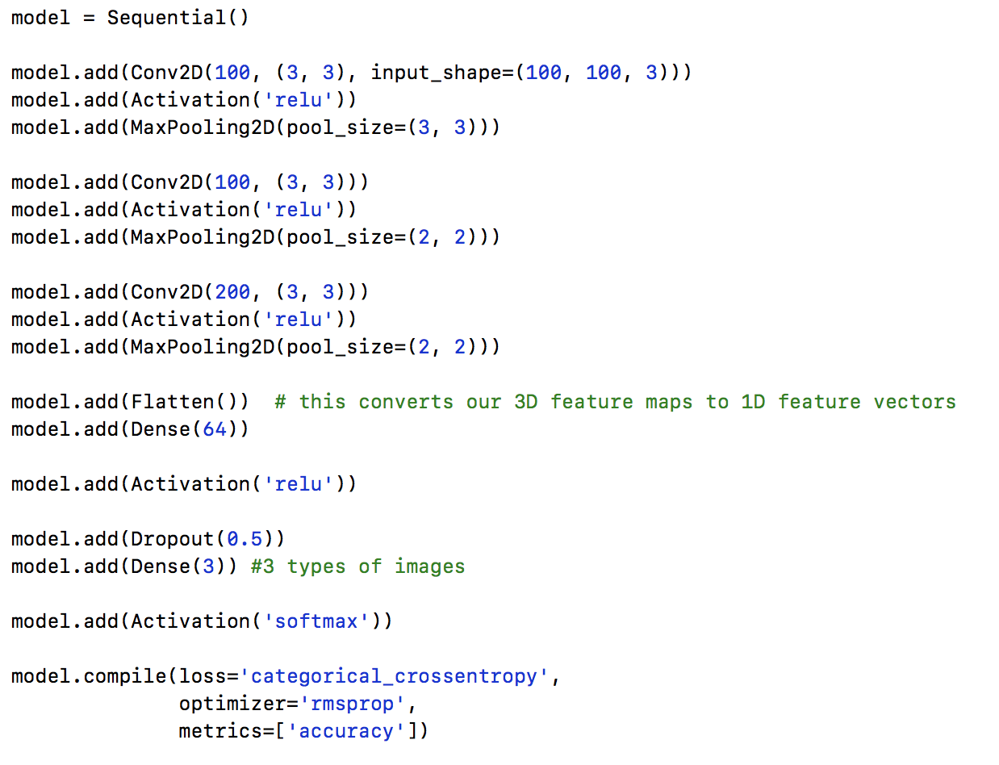 model = Sequential()
model.add(Conv2D(100, (3, 3), input_shape=(100, 100, 3)))
model.add(Activation('relu'))
model.add(MaxPooling2D(pool_size=(3, 3)))
model.add(Conv2D(100, (3, 3)))
model.add(Activation('relu'))
model.add(MaxPooling2D(pool_size=(2, 2)))
model.add(Conv2D(200, (3, 3)))
model.add(Activation('relu'))
model.add(MaxPooling2D(pool_size=(2, 2)))
model.add(Flatten())  # this converts our 3D feature maps to 1D feature vectors
model.add(Dense(64))
model.add(Activation('relu'))
model.add(Dropout(0.5))
model.add(Dense(3)) #3 types of images
model.add(Activation('softmax'))
model.compile(loss='categorical_crossentropy',
              optimizer='rmsprop',
              metrics=['accuracy'])